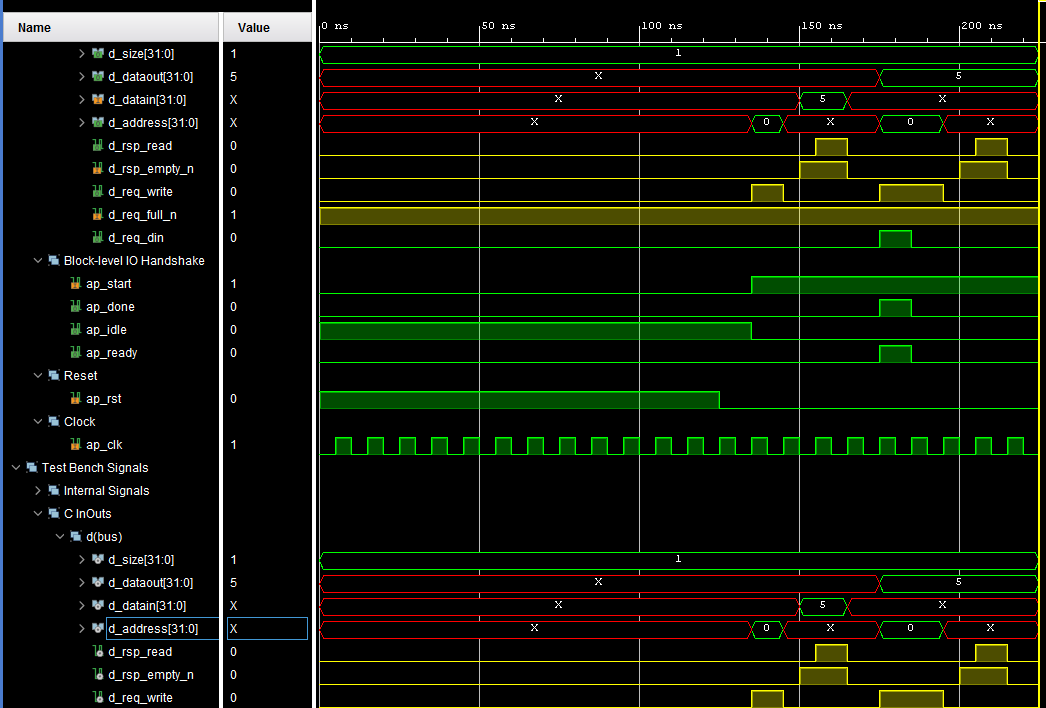 Name Value 0 ns 50 ns 100 ns 150 ns 200 ns
d_size[31:0] 1 1
d_dataout[31:0] 5 X 5
d_datain[31:0] X X 5 X
d_address[31:0] X X 0 X 0 X
d_rsp_read 0
d_rsp_empty_n 0
d_req_write 0
d_req_full_n 1
d_req_din 0
Block-level IO Handshake
ap_start 1
ap_done 0
ap_idle 0
ap_ready 0
Reset
ap_rst 0
Clock
ap_clk 1
Test Bench Signals
Internal Signals
C InOuts
d(bus)
d_size[31:0] 1 1
d_dataout[31:0] 5 X 5
d_datain[31:0] X X 5 X
d_address[31:0] X X 0 X 0 X
d_rsp_read 0
d_rsp_empty_n 0
d_req_write 0